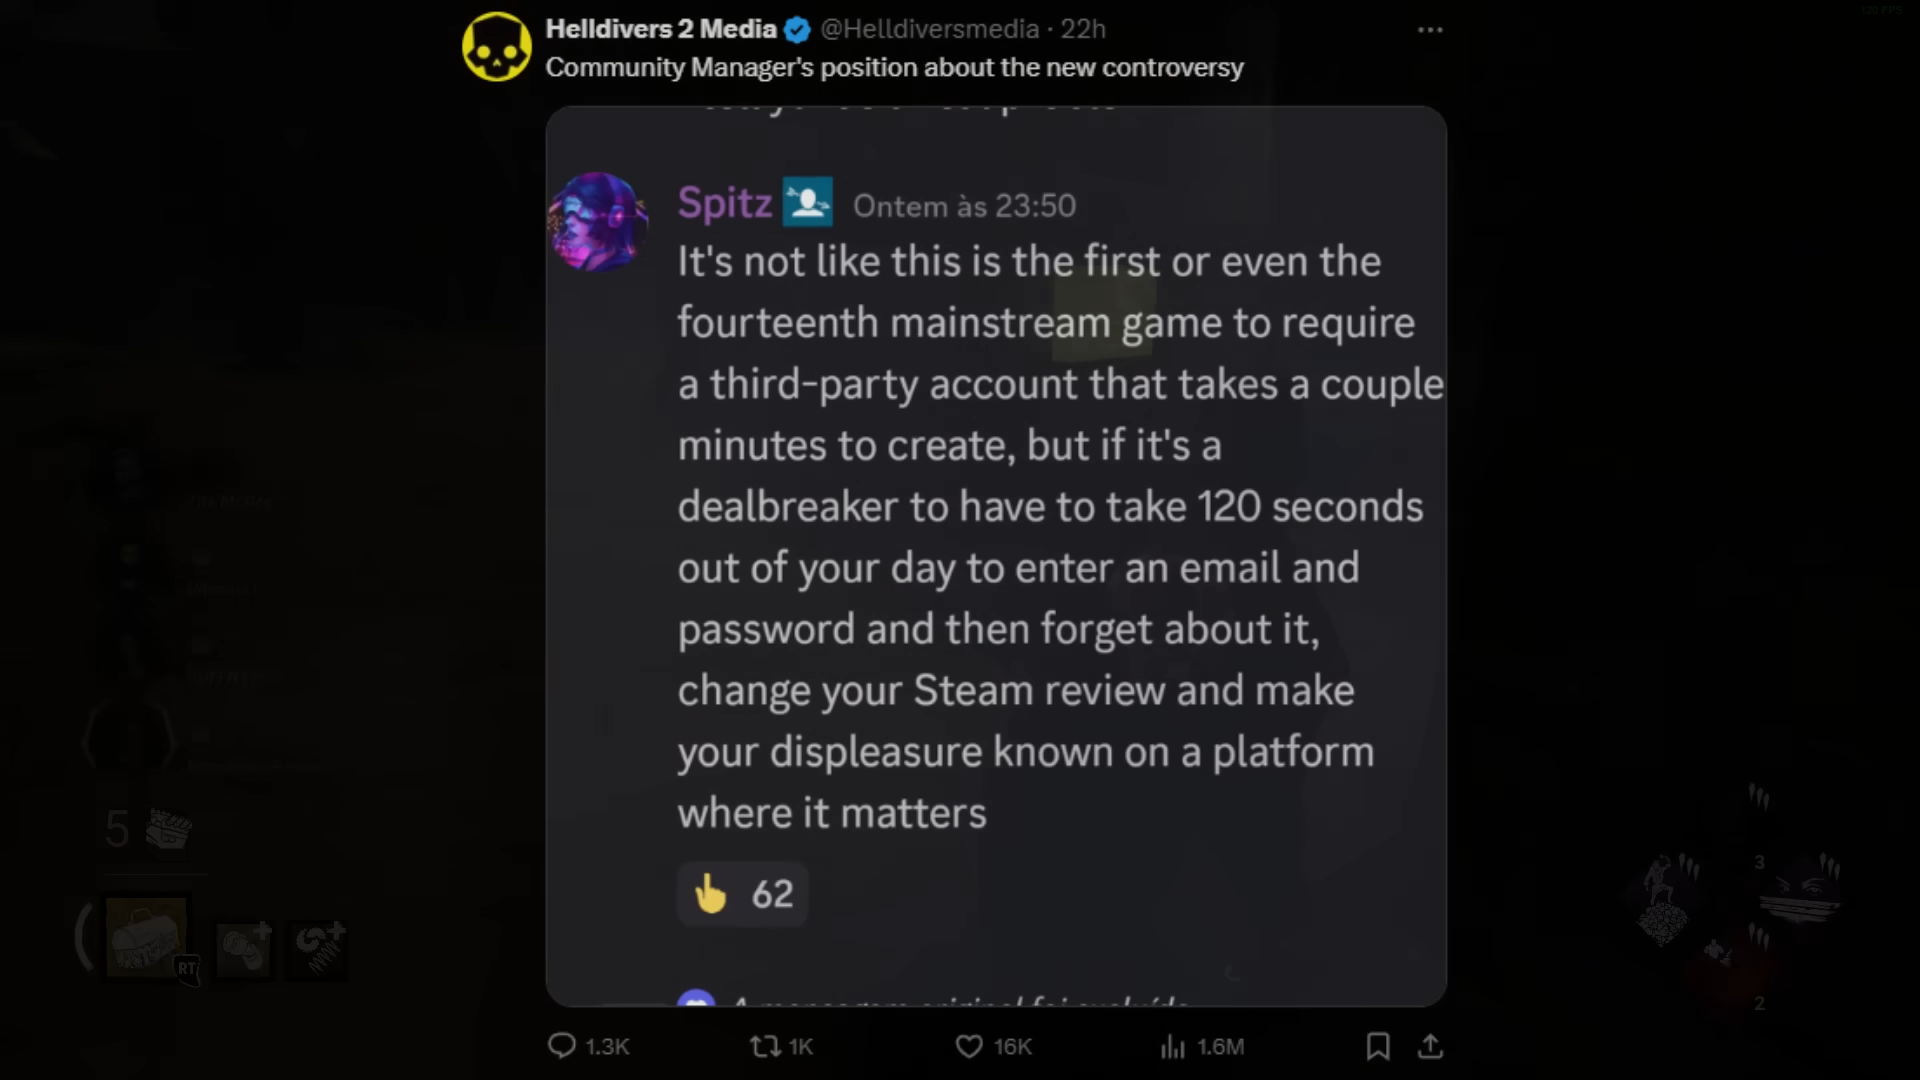 Helldivers 2 Media @Helldiversmedia · 22h
Community Manager's position about the new controversy
Spitz Ontem às 23:50
It's not like this is the first or even the
fourteenth mainstream game to require
a third-party account that takes a couple
minutes to create, but if it's a
dealbreaker to have to take 120 seconds
out of your day to enter an email and
password and then forget about it,
change your Steam review and make
your displeasure known on a platform
where it matters
62
1.3K 1K 16K 1.6M
5
RT
3
2